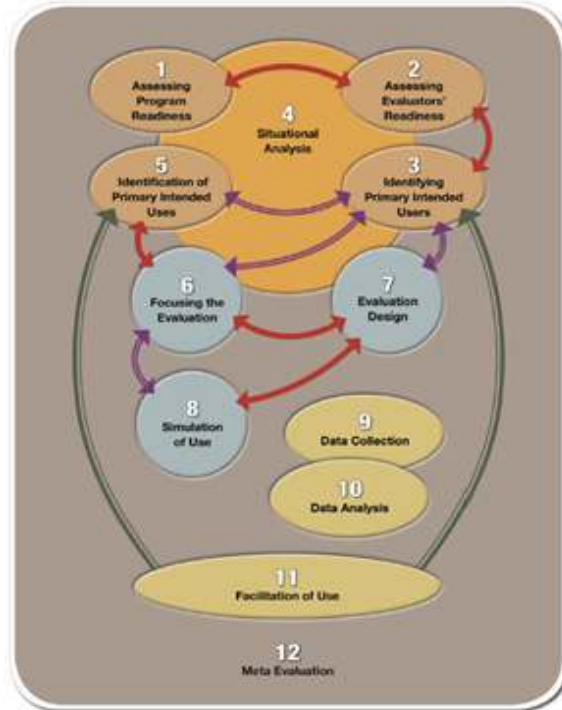 1
Assessing
Program
Readiness
2
Assessing
Evaluators'
Readiness
4
Situational
Analysis
5
Identification of
Primary Intended
Uses
3
Identifying
Primary Intended
Users
6
Focusing the
Evaluation
7
Evaluation
Design
8
Simulation
of Use
9
Data Collection
10
Data Analysis
11
Facilitation of Use
12
Meta Evaluation